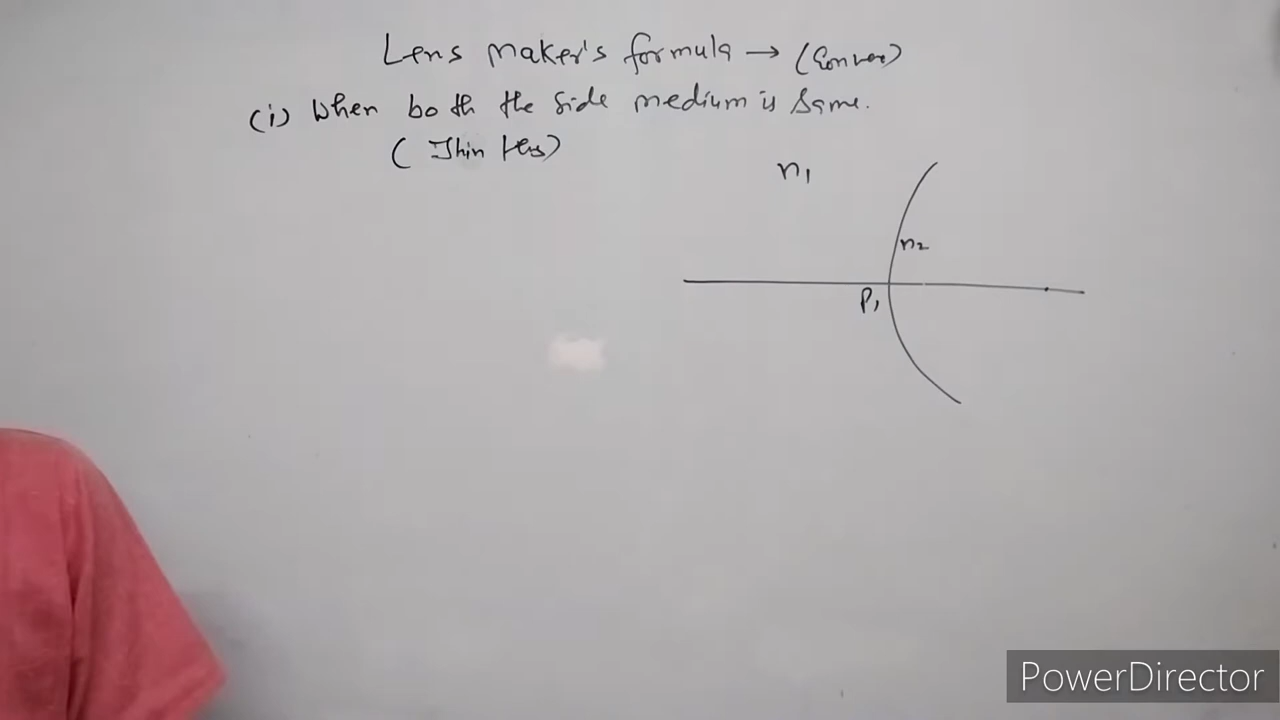 Lens maker's formula → (Convex)
(i) When both the side medium is same.
(Thin lens)
n₁
n₂
P₁
PowerDirector